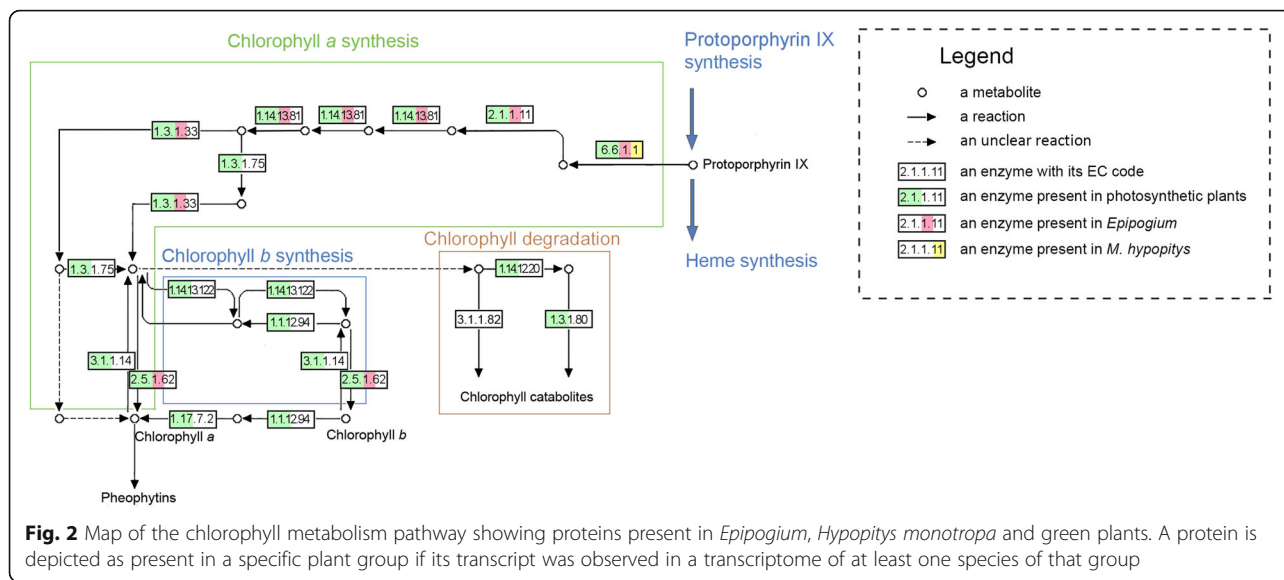 Chlorophyll a synthesis
Protoporphyrin IX
synthesis
1.3.1.33
1.14.13.81
1.14.13.81
1.14.13.81
2.1.1.11
6.6.1.1
Protoporphyrin IX
1.3.1.75
1.3.1.33
Chlorophyll degradation
Chlorophyll b synthesis
Heme synthesis
1.3.1.75
1.14.12.20
1.14.13.122
1.14.13.122
3.1.1.82
1.3.1.80
1.1.12.94
3.1.1.14
3.1.1.14
2.5.1.62
2.5.1.62
Chlorophyll catabolites
1.17.7.2
1.1.12.94
Chlorophyll a
Chlorophyll b
Pheophytins
Legend
a metabolite
a reaction
an unclear reaction
2.1.1.11 an enzyme with its EC code
2.1.1.11 an enzyme present in photosynthetic plants
2.1.1.11 an enzyme present in Epipogium
2.1.1.11 an enzyme present in M. hypopitys
Fig. 2 Map of the chlorophyll metabolism pathway showing proteins present in Epipogium, Hypopitys monotropa and green plants. A protein is
depicted as present in a specific plant group if its transcript was observed in a transcriptome of at least one species of that group